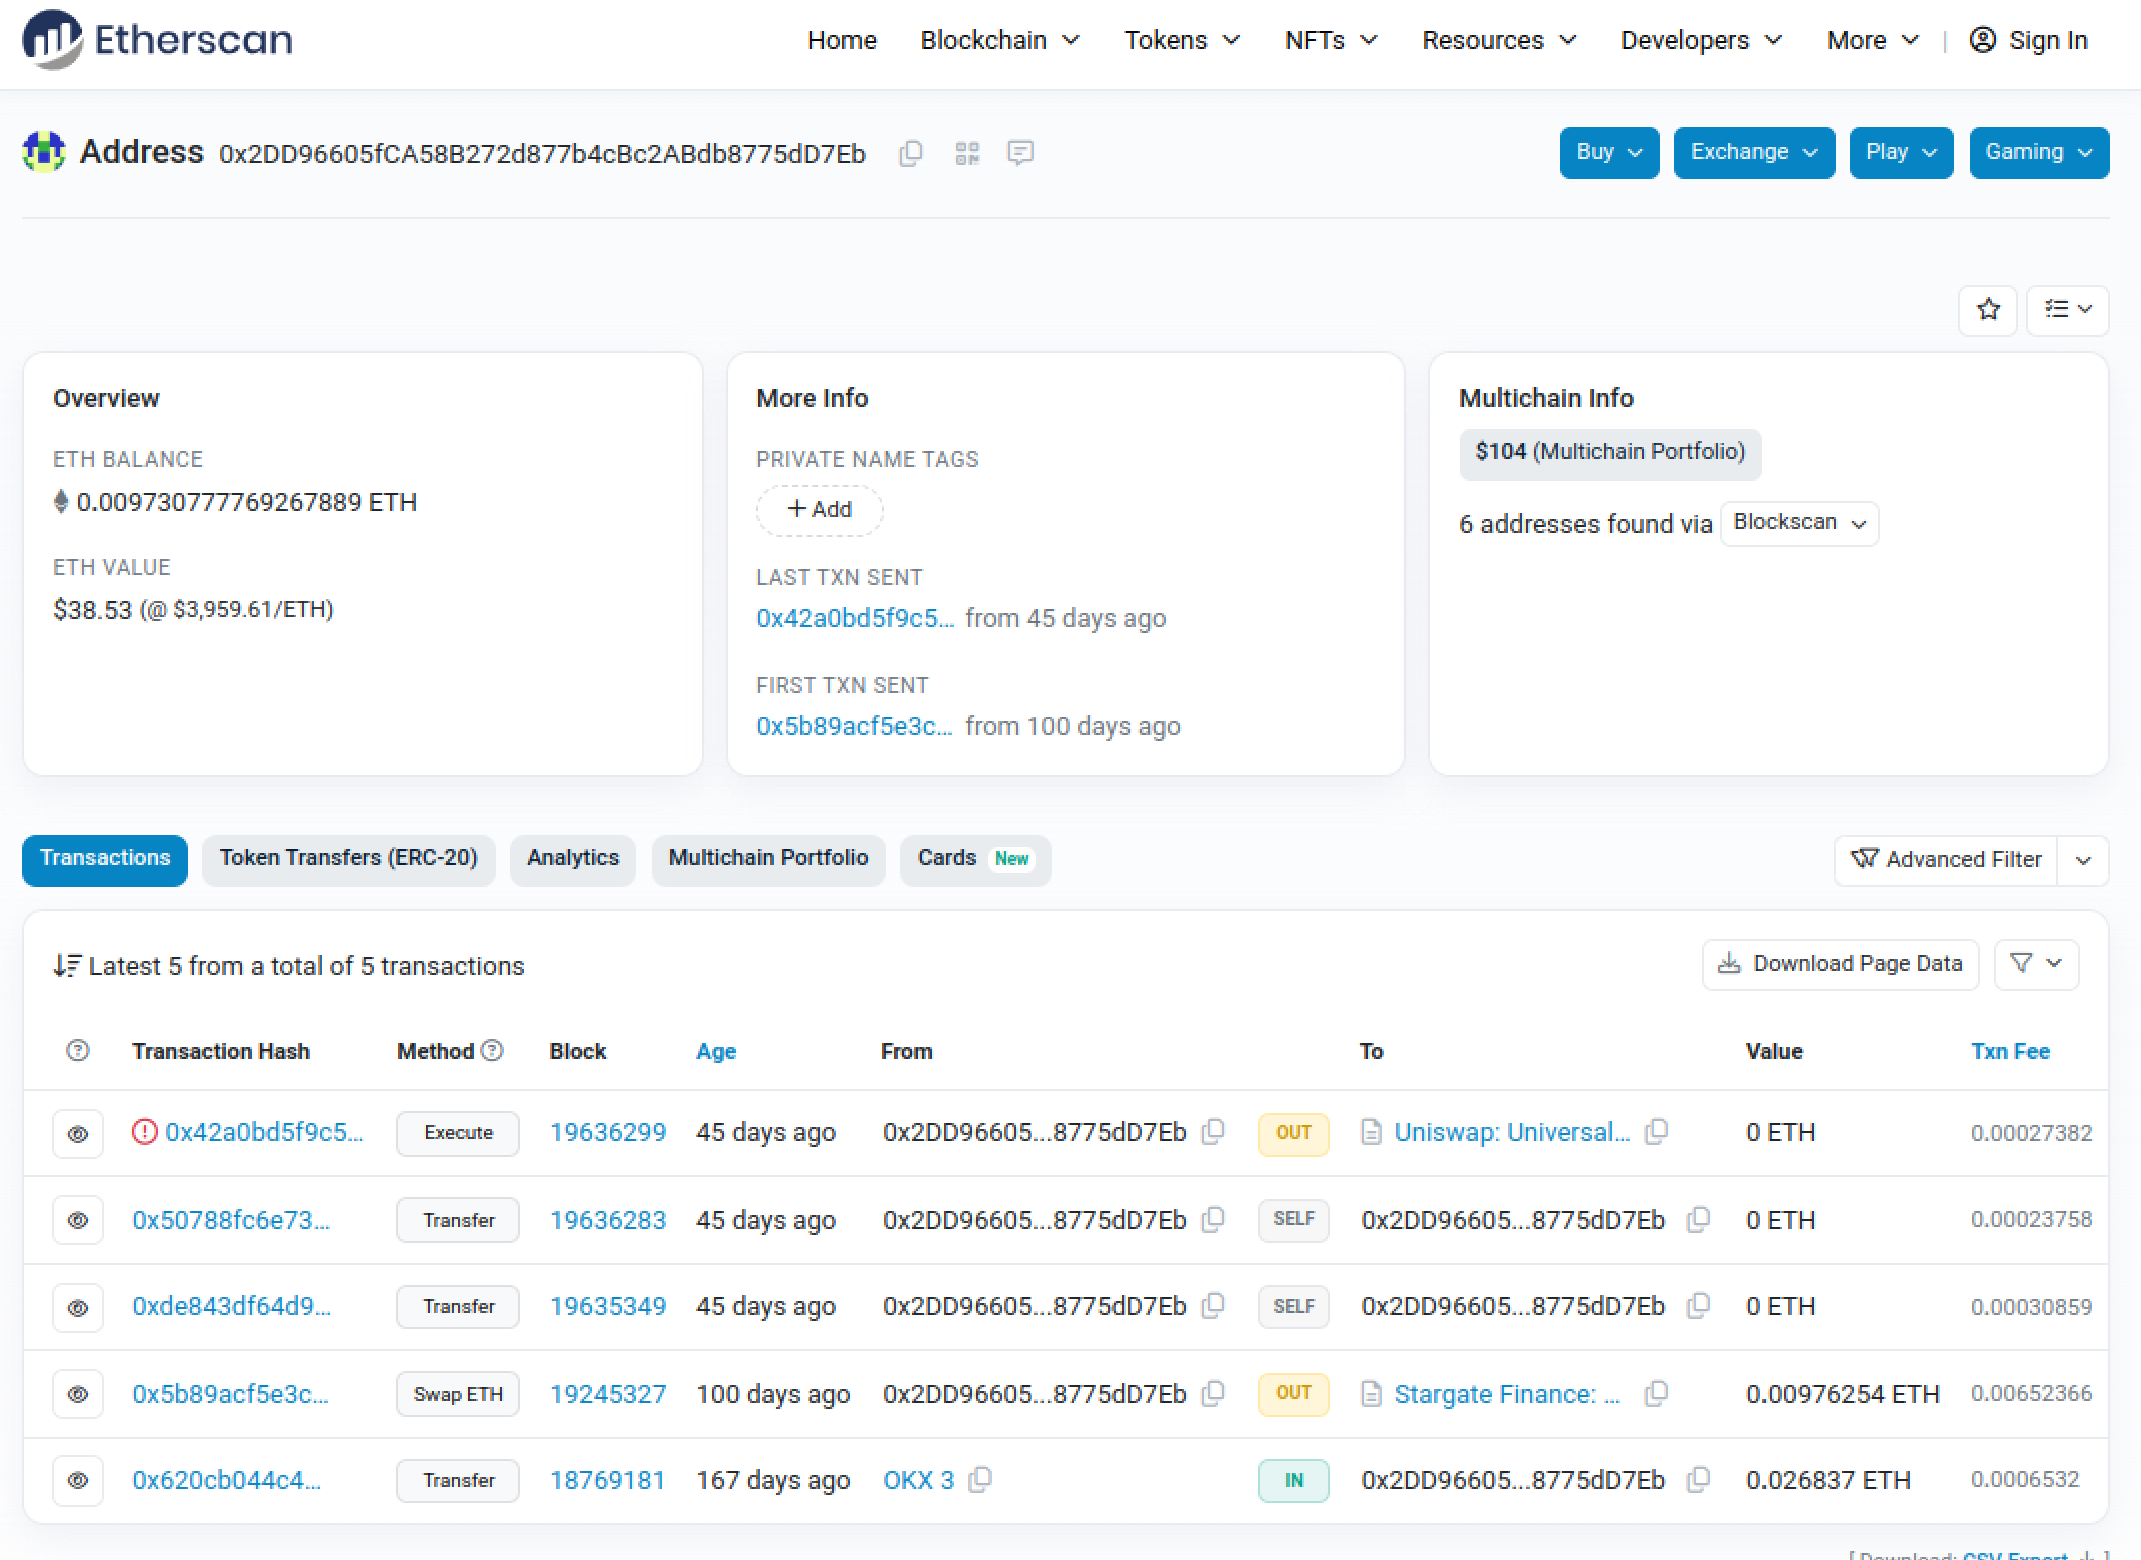 Etherscan
Home Blockchain Tokens NFTs Resources Developers More | Sign In
Address 0x2DD96605fCA58B272d877b4cBc2ABdb8775dD7Eb
Buy Exchange Play Gaming
Overview
ETH BALANCE
0.009730777769267889 ETH
ETH VALUE
$38.53 (@ $3,959.61/ETH)
More Info
PRIVATE NAME TAGS
+ Add
LAST TXN SENT
0x42a0bd5f9c5... from 45 days ago
FIRST TXN SENT
0x5b89acf5e3c... from 100 days ago
Multichain Info
$104 (Multichain Portfolio)
6 addresses found via Blockscan
Transactions Token Transfers (ERC-20) Analytics Multichain Portfolio Cards New
Advanced Filter
Latest 5 from a total of 5 transactions
Download Page Data
Transaction Hash Method Block Age From To Value Txn Fee
0x42a0bd5f9c5... Execute 19636299 45 days ago 0x2DD96605...8775dD7Eb OUT Uniswap: Universal... 0 ETH 0.00027382
0x50788fc6e73... Transfer 19636283 45 days ago 0x2DD96605...8775dD7Eb SELF 0x2DD96605...8775dD7Eb 0 ETH 0.00023758
0xde843df64d9... Transfer 19635349 45 days ago 0x2DD96605...8775dD7Eb SELF 0x2DD96605...8775dD7Eb 0 ETH 0.00030859
0x5b89acf5e3c... Swap ETH 19245327 100 days ago 0x2DD96605...8775dD7Eb OUT Stargate Finance: ... 0.00976254 ETH 0.00652366
0x620cb044c4... Transfer 18769181 167 days ago OKX 3 IN 0x2DD96605...8775dD7Eb 0.026837 ETH 0.0006532
[ Download: CSV Export ]